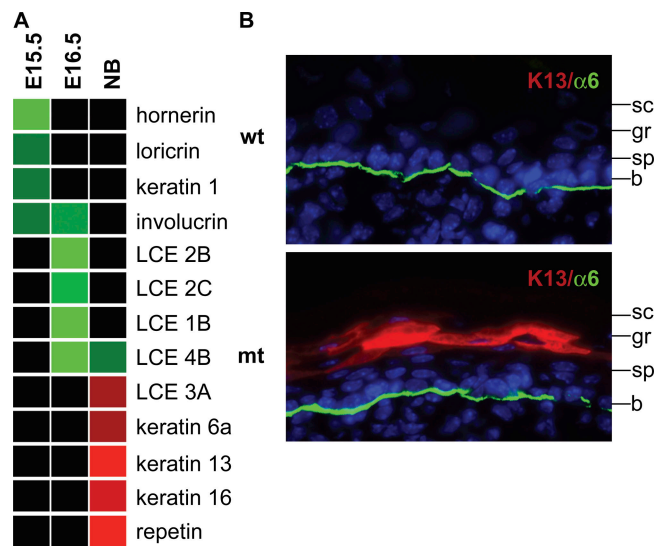 A
E15.5
E16.5
NB
hornerin
loricrin
keratin 1
involucrin
LCE 2B
LCE 2C
LCE 1B
LCE 4B
LCE 3A
keratin 6a
keratin 13
keratin 16
repetin
B
wt
K13/α6
sc
gr
sp
b
mt
K13/α6
sc
gr
sp
b